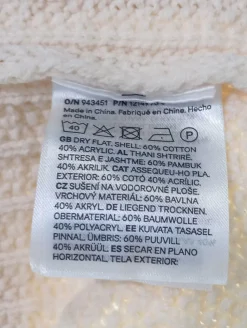 O/N 943451 P/N
Made in China. Fabriqué en Chine. Hecho
en China.
40
GB DRY FLAT, SHELL: 60% COTTON
40% ACRYLIC. AL THANI SHTRIRË,
SHTRESA E JASHTME: 60% PAMBUK
40% AKRILIK. CAT ASSEQUEU-HO PLA.
EXTERIOR: 60% COTÓ 40% ACRÍLIC.
CZ SUŠENÍ NA VODOROVNÉ PLOŠE.
VRCHOVÝ MATERIÁL: 60% BAVLNA
40% AKRYL. DE LIEGEND TROCKNEN.
OBERMATERIAL: 60% BAUMWOLLE
40% POLYACRYL. EE KUIVATA TASASEL
PINNAL, ÜMBRIS: 60% PUUVILL
40% AKRÜÜL. ES SECAR EN PLANO
HORIZONTAL, TELA EXTERIOR: